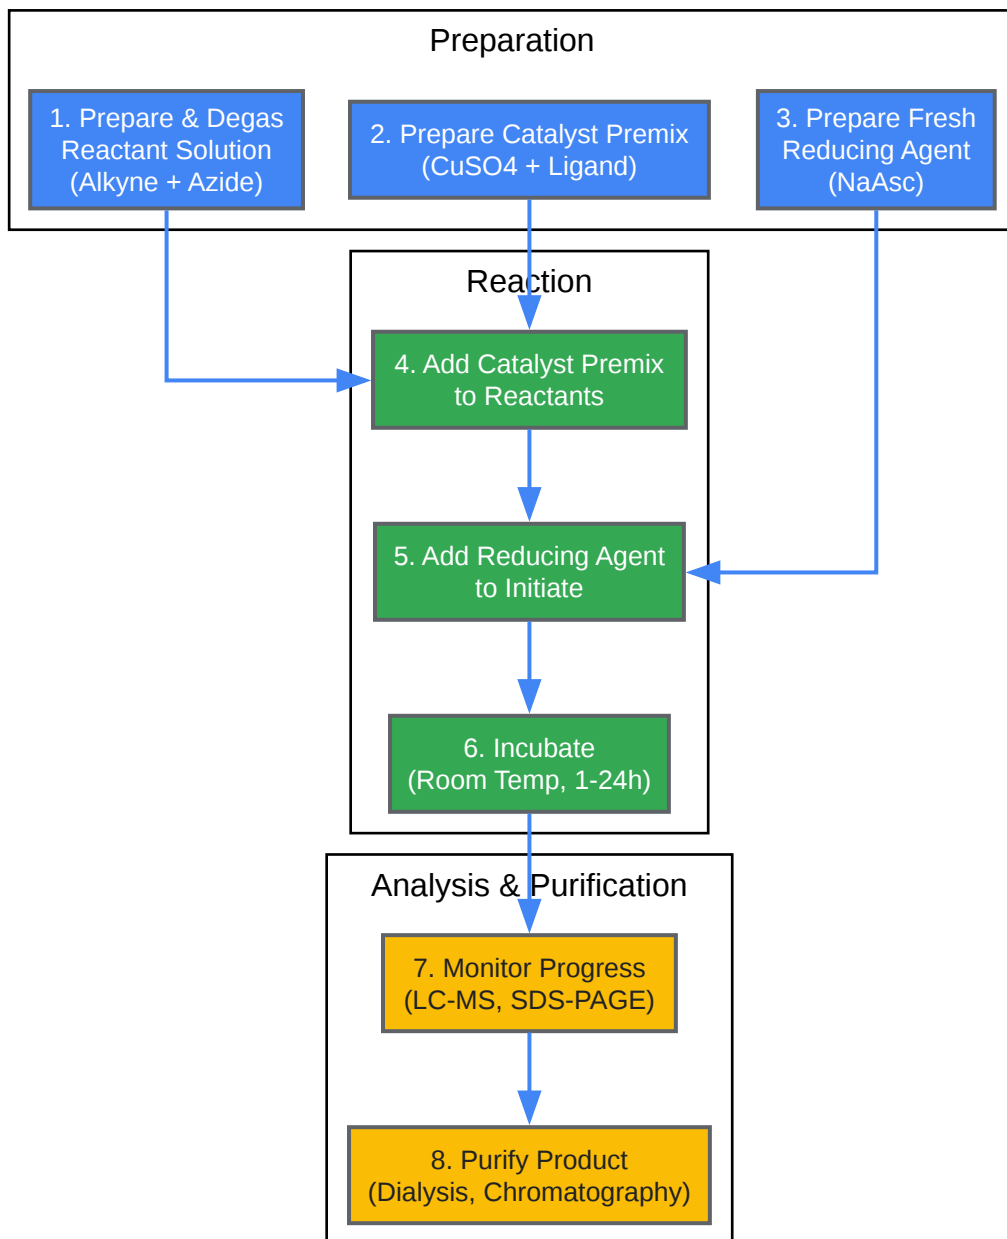 Preparation
1. Prepare & Degas
Reactant Solution
(Alkyne + Azide)
2. Prepare Catalyst Premix
(CuSO4 + Ligand)
3. Prepare Fresh
Reducing Agent
(NaAsc)
Reaction
4. Add Catalyst Premix
to Reactants
5. Add Reducing Agent
to Initiate
6. Incubate
(Room Temp, 1-24h)
Analysis & Purification
7. Monitor Progress
(LC-MS, SDS-PAGE)
8. Purify Product
(Dialysis, Chromatography)